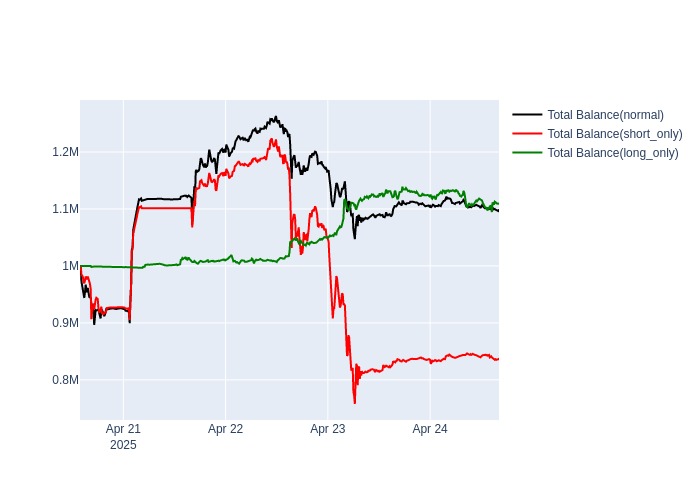 Total Balance(normal)
Total Balance(short_only)
Total Balance(long_only)
1.2M
1.1M
1M
0.9M
0.8M
Apr 21
2025
Apr 22
Apr 23
Apr 24